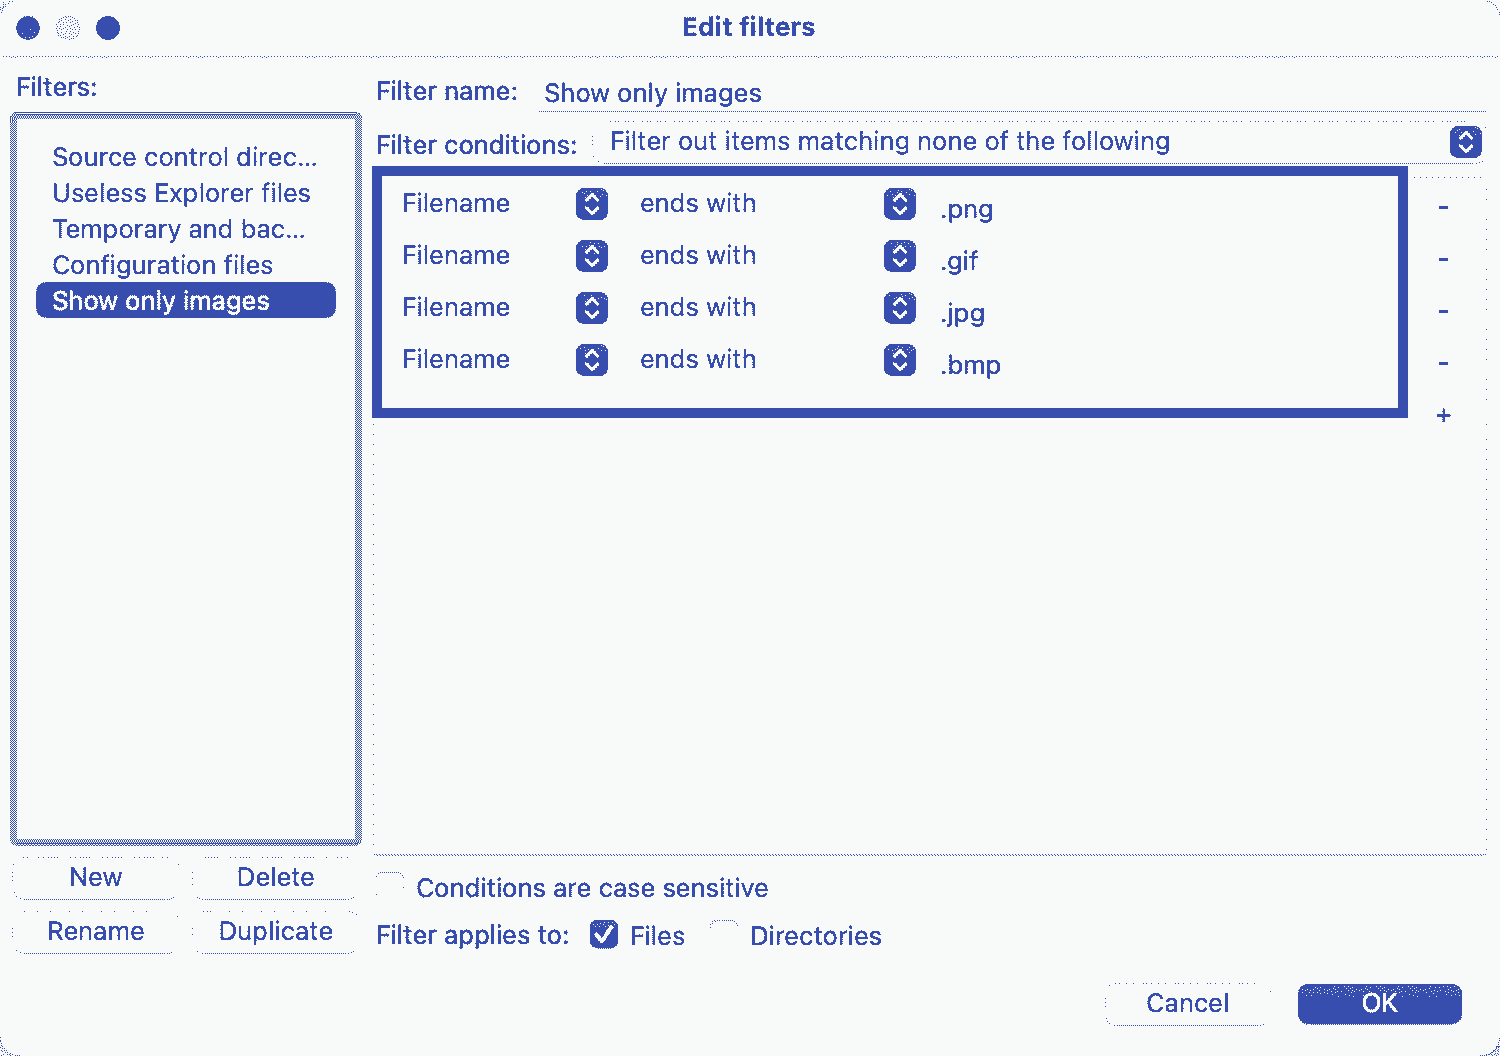 Edit filters
Filters:
Source control direc...
Useless Explorer files
Temporary and bac...
Configuration files
Show only images
New
Delete
Rename
Duplicate
Filter name: Show only images
Filter conditions: Filter out items matching none of the following
Filename ends with .png -
Filename ends with .gif -
Filename ends with .jpg -
Filename ends with .bmp -
+
Conditions are case sensitive
Filter applies to: Files Directories
Cancel
OK